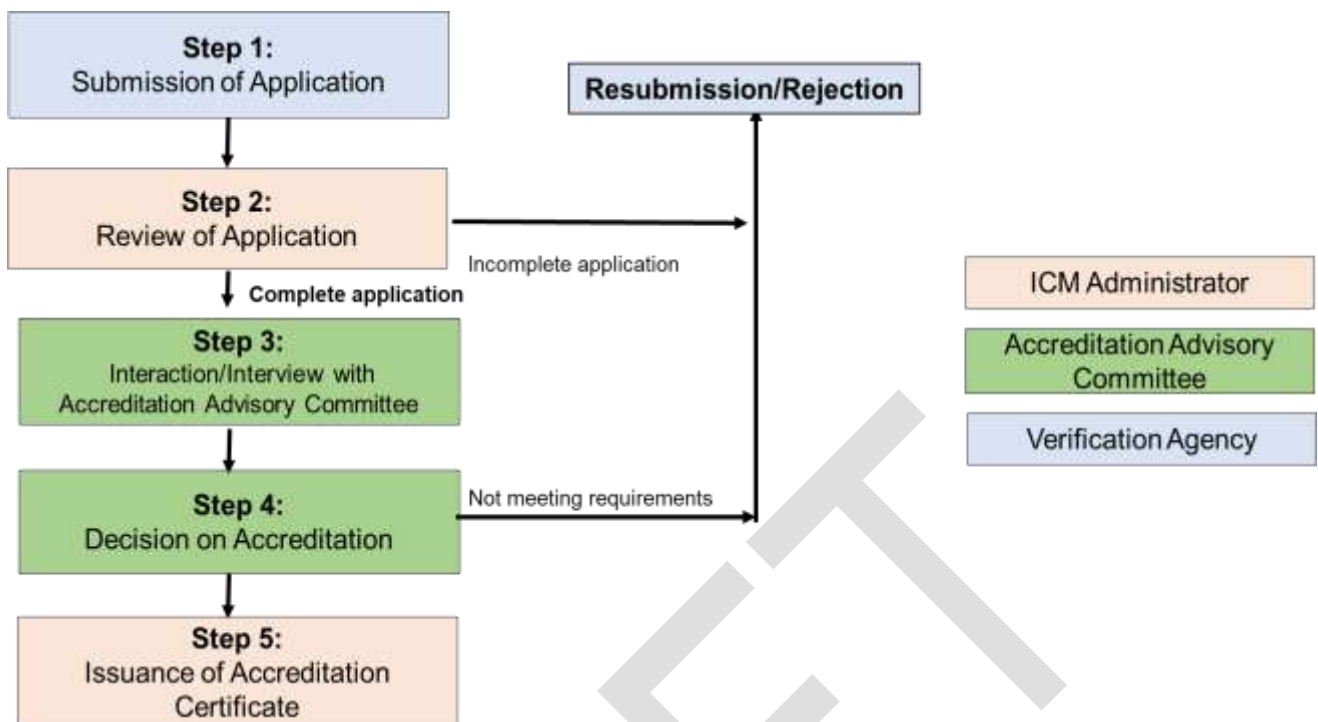 Step 1:
Submission of Application
Resubmission/Rejection
Step 2:
Review of Application
Incomplete application
Complete application
Step 3:
Interaction/Interview with
Accreditation Advisory Committee
Step 4:
Decision on Accreditation
Not meeting requirements
Step 5:
Issuance of Accreditation
Certificate
ICM Administrator
Accreditation Advisory
Committee
Verification Agency